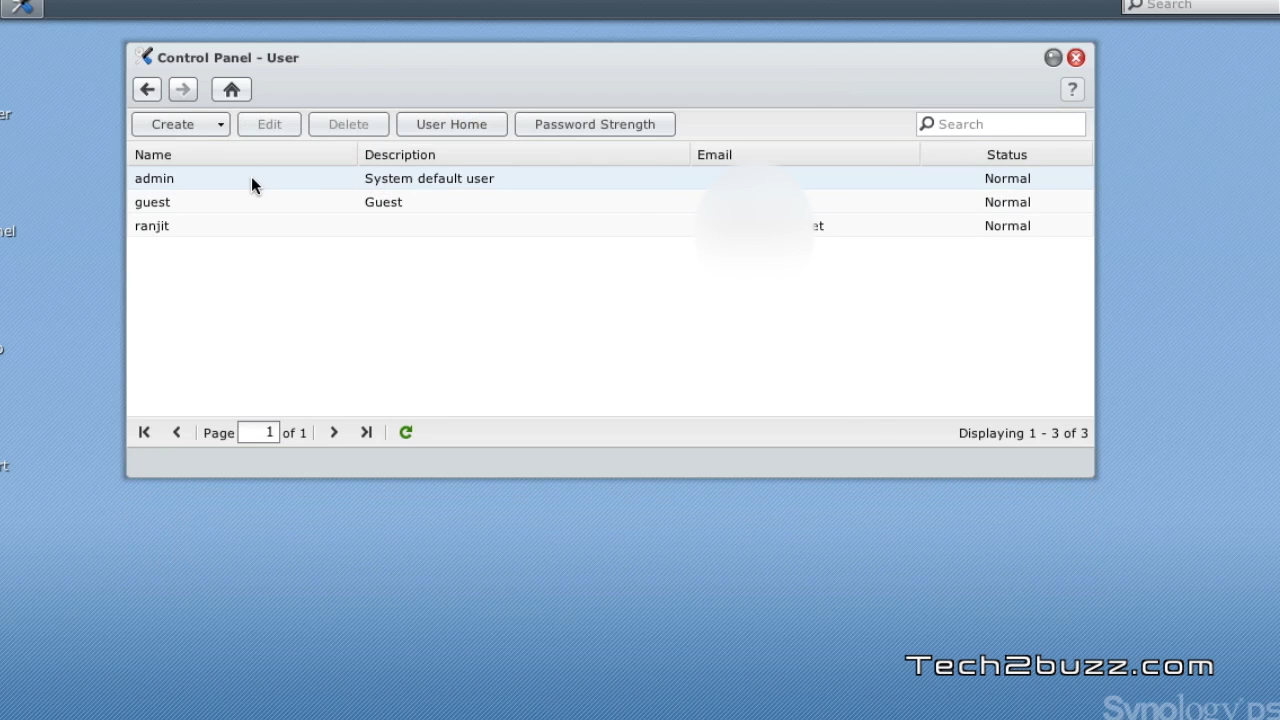 Search
Control Panel - User
?
Create Edit Delete User Home Password Strength Search
Name Description Email Status
admin System default user Normal
guest Guest Normal
ranjit et Normal
Page 1 of 1 Displaying 1 - 3 of 3
Tech2buzz.com
Synology